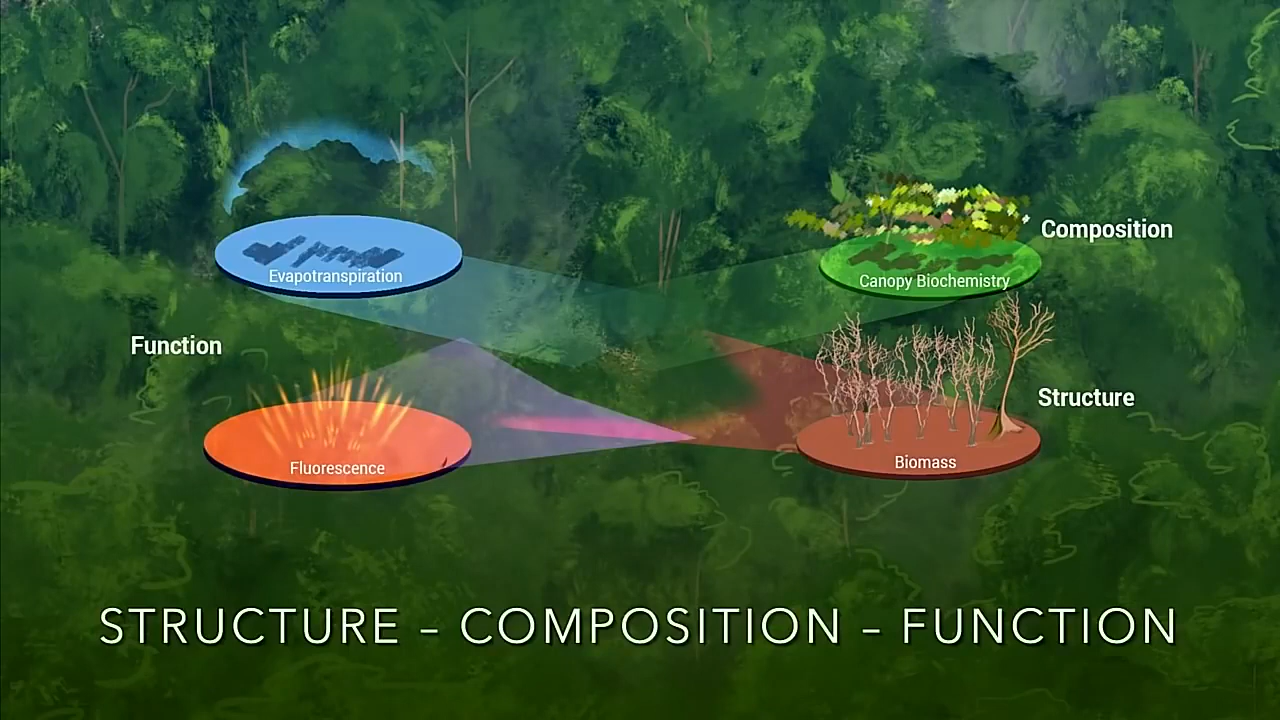 Composition
Evapotranspiration
Canopy Biochemistry
Function
Structure
Fluorescence
Biomass
STRUCTURE – COMPOSITION – FUNCTION